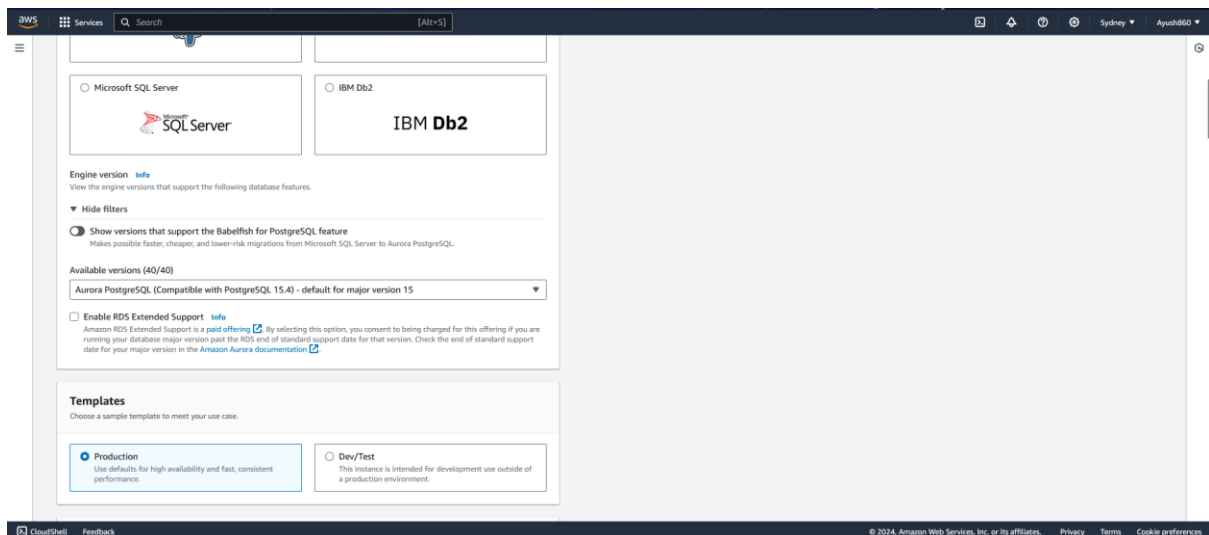 aws
Services
Search
[Alt+S]
Sydney ▼
Ayush860 ▼
Microsoft SQL Server
IBM Db2
Microsoft®
SQL Server
IBM Db2
Engine version Info
View the engine versions that support the following database features.
▼ Hide filters
Show versions that support the Babelfish for PostgreSQL feature
Makes possible faster, cheaper, and lower-risk migrations from Microsoft SQL Server to Aurora PostgreSQL.
Available versions (40/40)
Aurora PostgreSQL (Compatible with PostgreSQL 15.4) - default for major version 15
Enable RDS Extended Support Info
Amazon RDS Extended Support is a paid offering. By selecting this option, you consent to being charged for this offering if you are
running your database major version past the RDS end of standard support date for that version. Check the end of standard support
date for your major version in the Amazon Aurora documentation.
Templates
Choose a sample template to meet your use case.
Production
Use defaults for high availability and fast, consistent
performance.
Dev/Test
This instance is intended for development use outside of
a production environment.
CloudShell
Feedback
© 2024, Amazon Web Services, Inc. or its affiliates.
Privacy
Terms
Cookie preferences